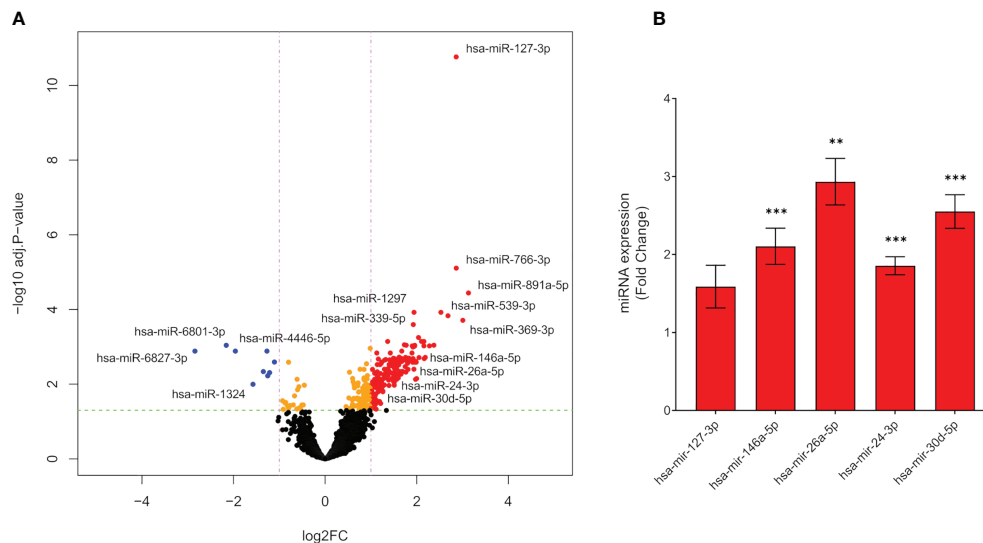 A
B
hsa-miR-127-3p
hsa-miR-766-3p
hsa-miR-891a-5p
hsa-miR-1297
hsa-miR-539-3p
hsa-miR-339-5p
hsa-miR-369-3p
hsa-miR-6801-3p
hsa-miR-4446-5p
hsa-miR-6827-3p
hsa-miR-146a-5p
hsa-miR-26a-5p
hsa-miR-1324
hsa-miR-24-3p
hsa-miR-30d-5p
−log10 adj.P−value
10
8
6
4
2
0
−4
−2
0
2
4
log2FC
miRNA expression
(Fold Change)
4
3
2
1
0
***
**
***
***
hsa-mir-127-3p
hsa-mir-146a-5p
hsa-mir-26a-5p
hsa-mir-24-3p
hsa-mir-30d-5p